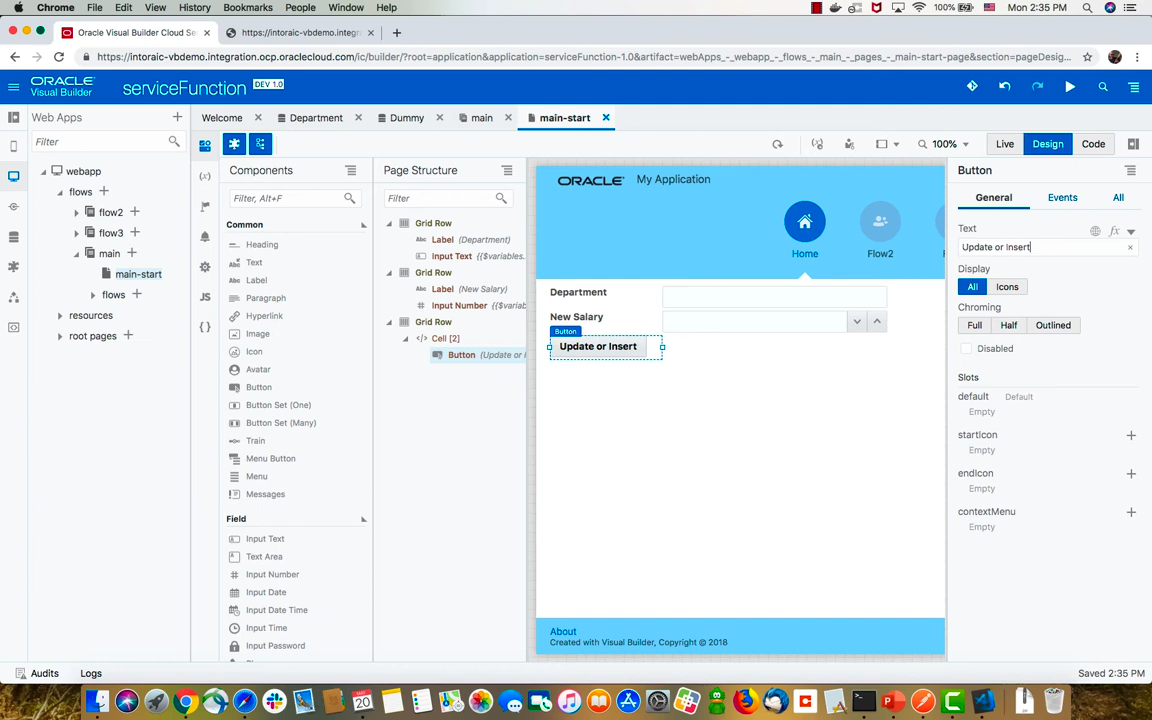 Chrome File Edit View History Bookmarks People Window Help 100% Mon 2:35 PM
Oracle Visual Builder Cloud Se
https://intoraic-vbdemo.integr
https://intoraic-vbdemo.integration.ocp.oraclecloud.com/ic/builder/?root=application&application=serviceFunction-1.0&artifact=webApps_-_webapp_-_flows_-_main_-_pages_-_main-start-page&section=pageDesig...
ORACLE
Visual Builder
serviceFunction DEV 1.0
Web Apps
Welcome Department Dummy main main-start
Filter
100% Live Design Code
webapp
flows
flow2
flow3
main
main-start
flows
resources
root pages
Components
Filter, Alt+F
Common
Heading
Text
Label
Paragraph
Hyperlink
Image
Icon
Avatar
Button
Button Set (One)
Button Set (Many)
Train
Menu Button
Menu
Messages
Field
Input Text
Text Area
Input Number
Input Date
Input Date Time
Input Time
Input Password
Page Structure
Filter
Grid Row
Label (Department)
Input Text ({{$variables.
Grid Row
Label (New Salary)
Input Number ({{$variab
Grid Row
Cell [2]
Button (Update or I
ORACLE My Application
Home Flow2
Department
New Salary
Button
Update or Insert
About
Created with Visual Builder, Copyright © 2018
Button
General Events All
Text
fx
Update or Insert
Display
All Icons
Chroming
Full Half Outlined
Disabled
Slots
default Default
Empty
startIcon
Empty
endIcon
Empty
contextMenu
Empty
Audits Logs Saved 2:35 PM